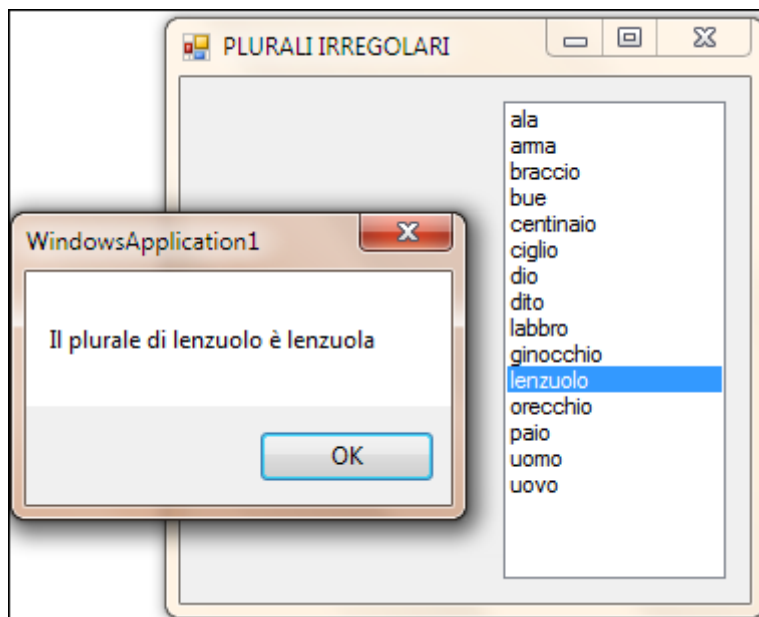 PLURALI IRREGOLARI
ala
arma
braccio
bue
centinaio
ciglio
dio
dito
labbro
ginocchio
lenzuolo
orecchio
paio
uomo
uovo
WindowsApplication1
Il plurale di lenzuolo è lenzuola
OK